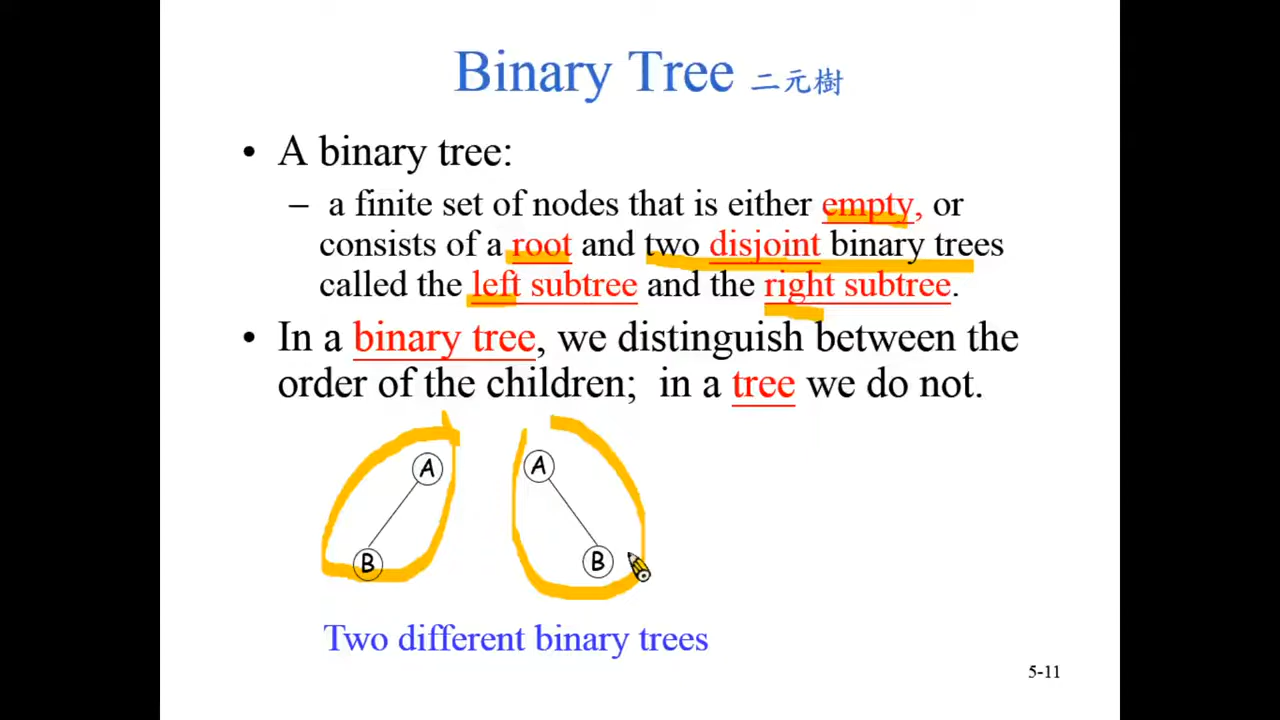 Binary Tree 二元樹
• A binary tree:
– a finite set of nodes that is either empty, or
consists of a root and two disjoint binary trees
called the left subtree and the right subtree.
• In a binary tree, we distinguish between the
order of the children; in a tree we do not.
A A
B B
Two different binary trees
5-11